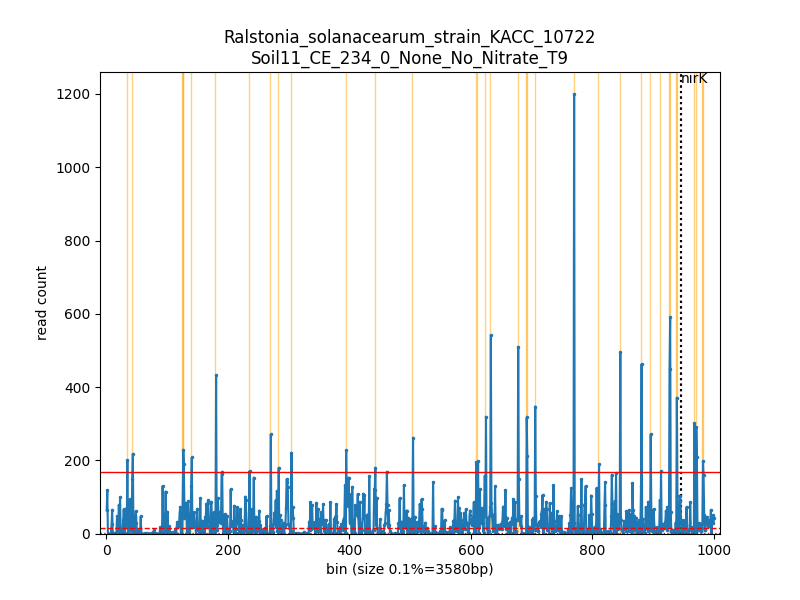 Ralstonia_solanacearum_strain_KACC_10722
Soil11_CE_234_0_None_No_Nitrate_T9
nirK
1200
1000
800
600
400
200
0
read count
0 200 400 600 800 1000
bin (size 0.1%=3580bp)